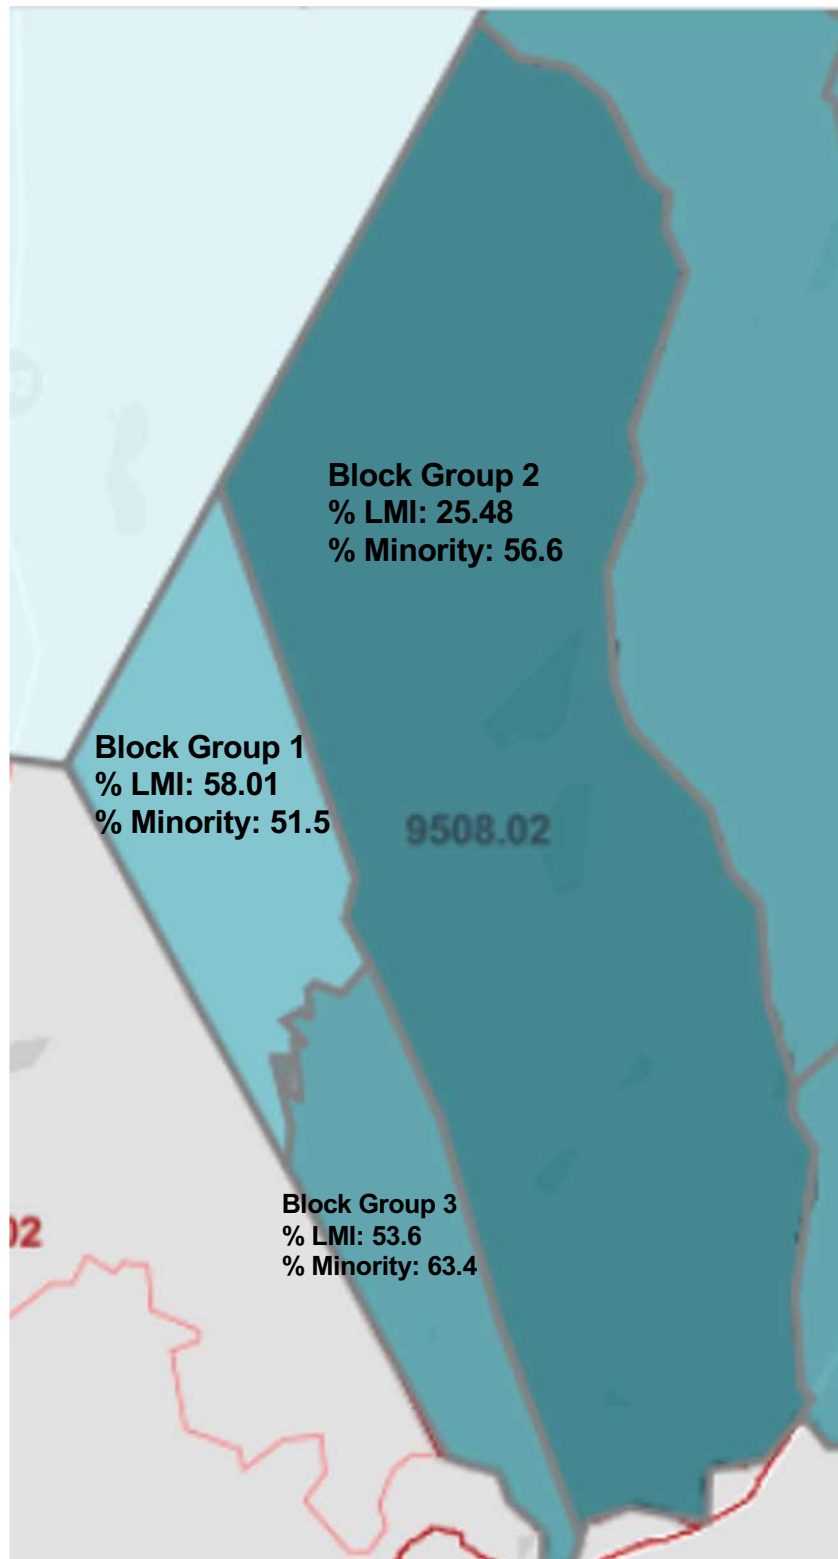 Block Group 2
% LMI: 25.48
% Minority: 56.6
Block Group 1
% LMI: 58.01
% Minority: 51.5
9508.02
Block Group 3
% LMI: 53.6
% Minority: 63.4
02